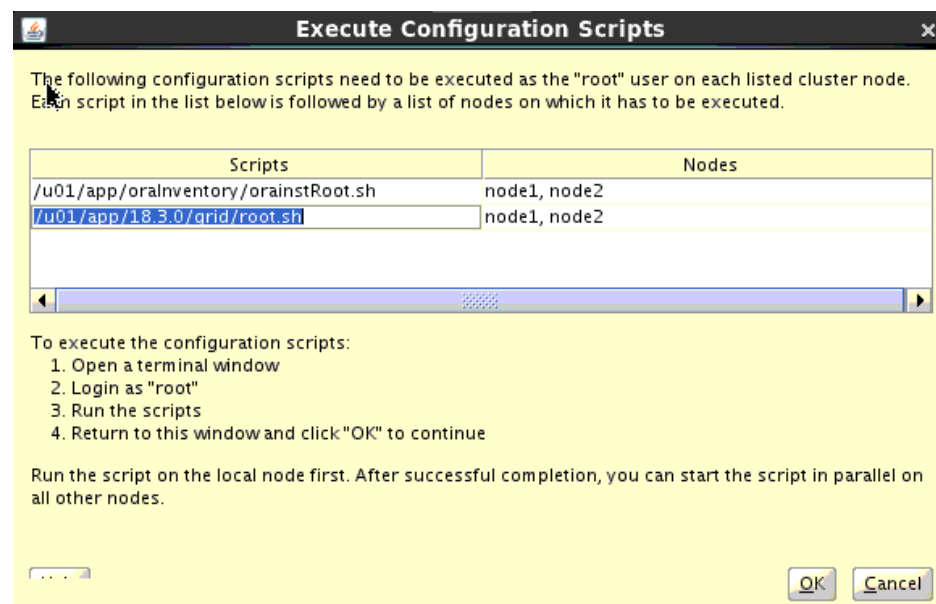 Execute Configuration Scripts
The following configuration scripts need to be executed as the "root" user on each listed cluster node.
Each script in the list below is followed by a list of nodes on which it has to be executed.
Scripts Nodes
/u01/app/oraInventory/orainstRoot.sh node1, node2
/u01/app/18.3.0/grid/root.sh node1, node2
To execute the configuration scripts:
1. Open a terminal window
2. Login as "root"
3. Run the scripts
4. Return to this window and click "OK" to continue
Run the script on the local node first. After successful completion, you can start the script in parallel on
all other nodes.
OK Cancel